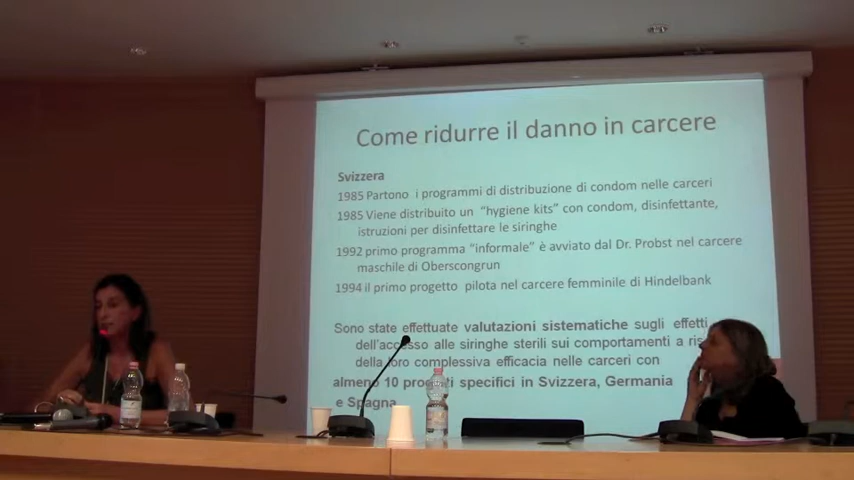 Come ridurre il danno in carcere
Svizzera
1985 Partono i programmi di distribuzione di condom nelle carceri
1985 Viene distribuito un "hygiene kits" con condom, disinfettante,
istruzioni per disinfettare le siringhe
1992 primo programma "informale" è avviato dal Dr. Probst nel carcere
maschile di Oberscongrun
1994 il primo progetto pilota nel carcere femminile di Hindelbank
Sono state effettuate valutazioni sistematiche sugli effetti
dell'accesso alle siringhe sterili sui comportamenti a
della loro complessiva efficacia nelle carceri con
almeno 10 specifici in Svizzera, Germania
e Spagna